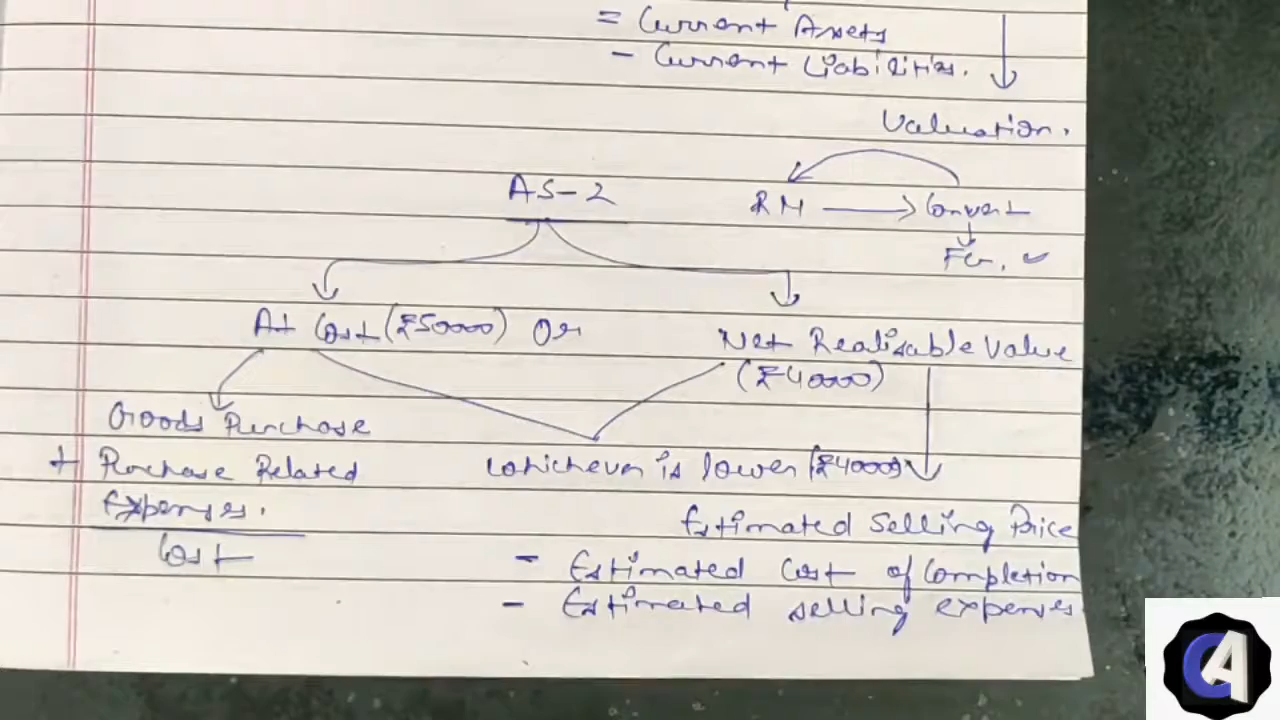 = Current Assets
- Current Liabilities.
Valuation.
AS-2
RM → Convert
FG. ✓
At Cost (₹50000) Or
Net Realisable Value
(₹40000)
Goods Purchase
+ Purchase Related
Expenses.
Cost
whichever is lower (₹40000)
Estimated Selling Price
- Estimated Cost of Completion
- Estimated selling expenses
CA